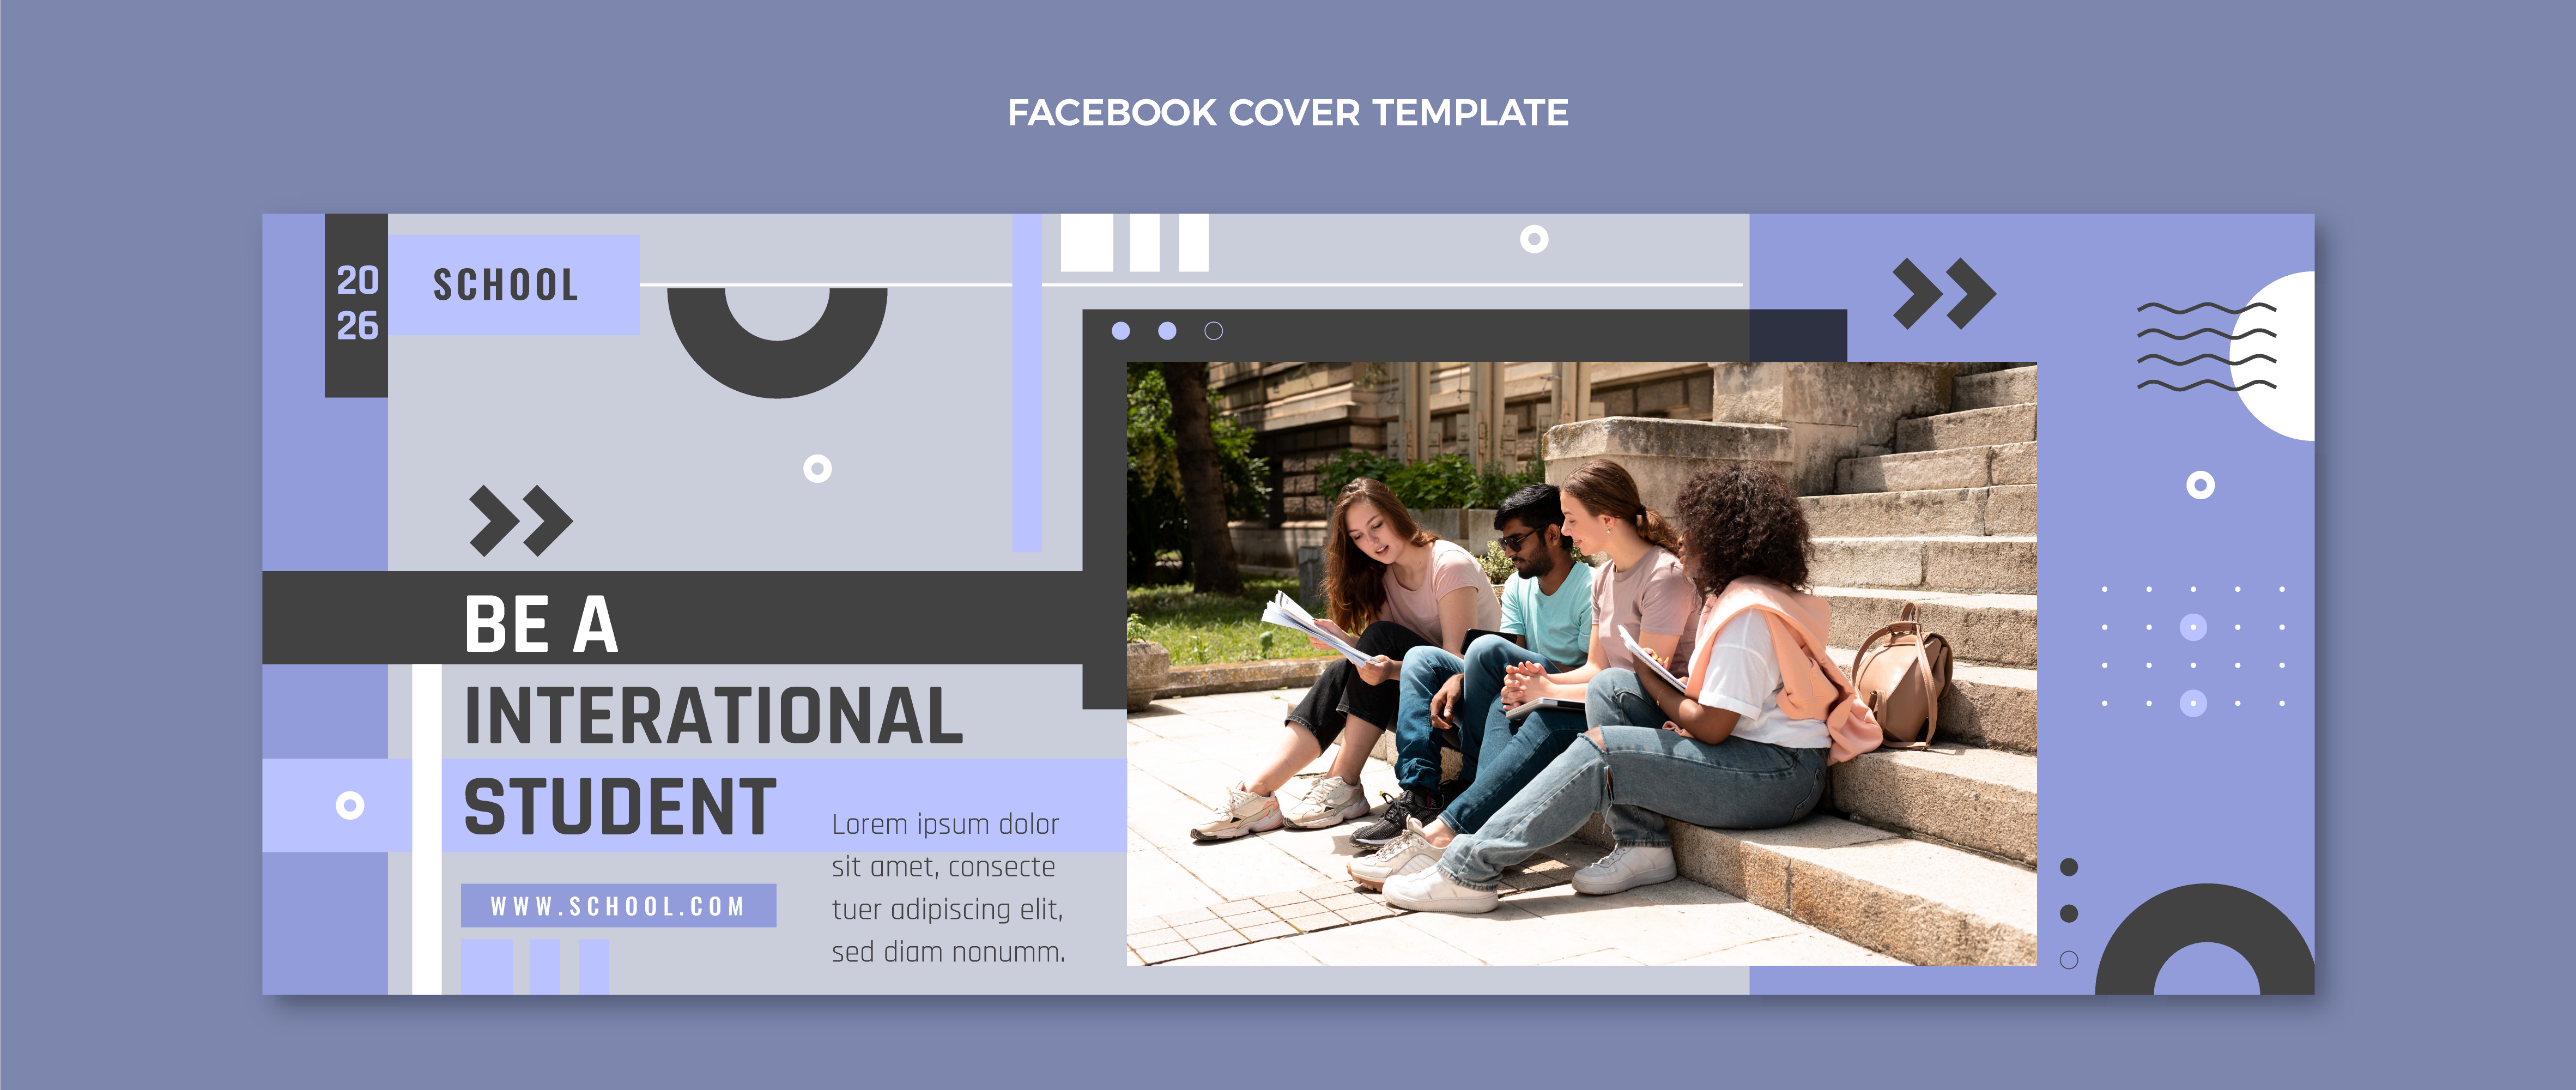 FACEBOOK COVER TEMPLATE
20
26
SCHOOL
BE A
INTERATIONAL
STUDENT
Lorem ipsum dolor
sit amet, consecte
tuer adipiscing elit,
sed diam nonumm.
WWW.SCHOOL.COM